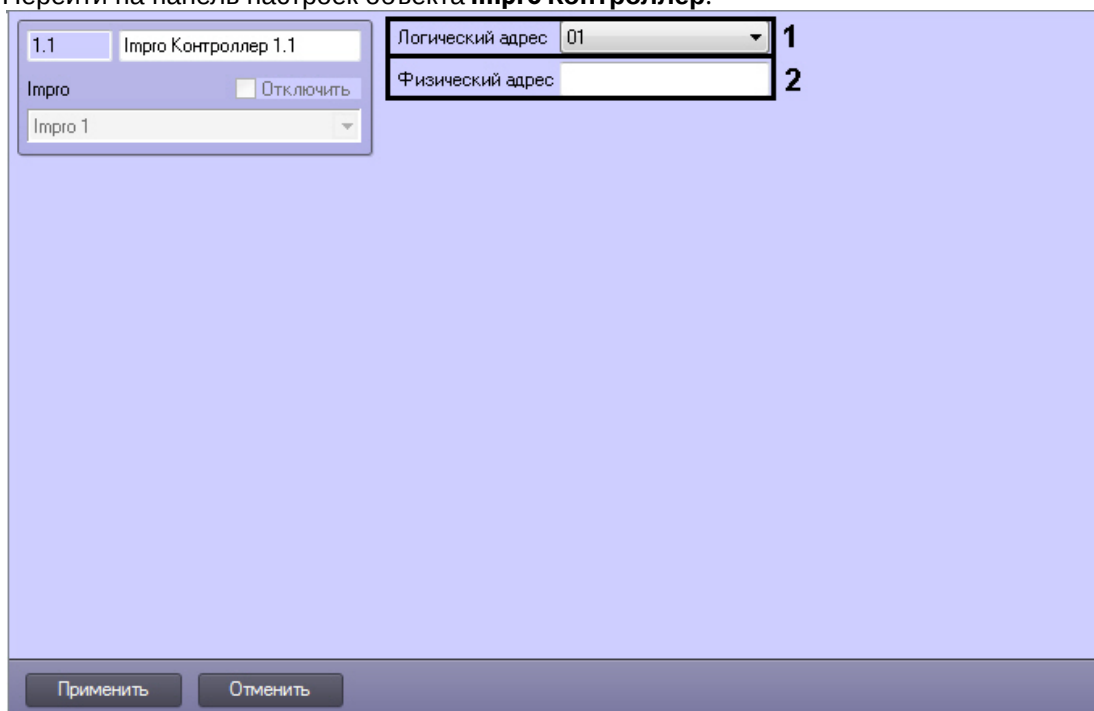 Перейти на панель настроек объекта Impro Контроллер.
1.1 Impro Контроллер 1.1
Impro Отключить
Impro 1
Логический адрес 01 1
Физический адрес 2
Применить Отменить